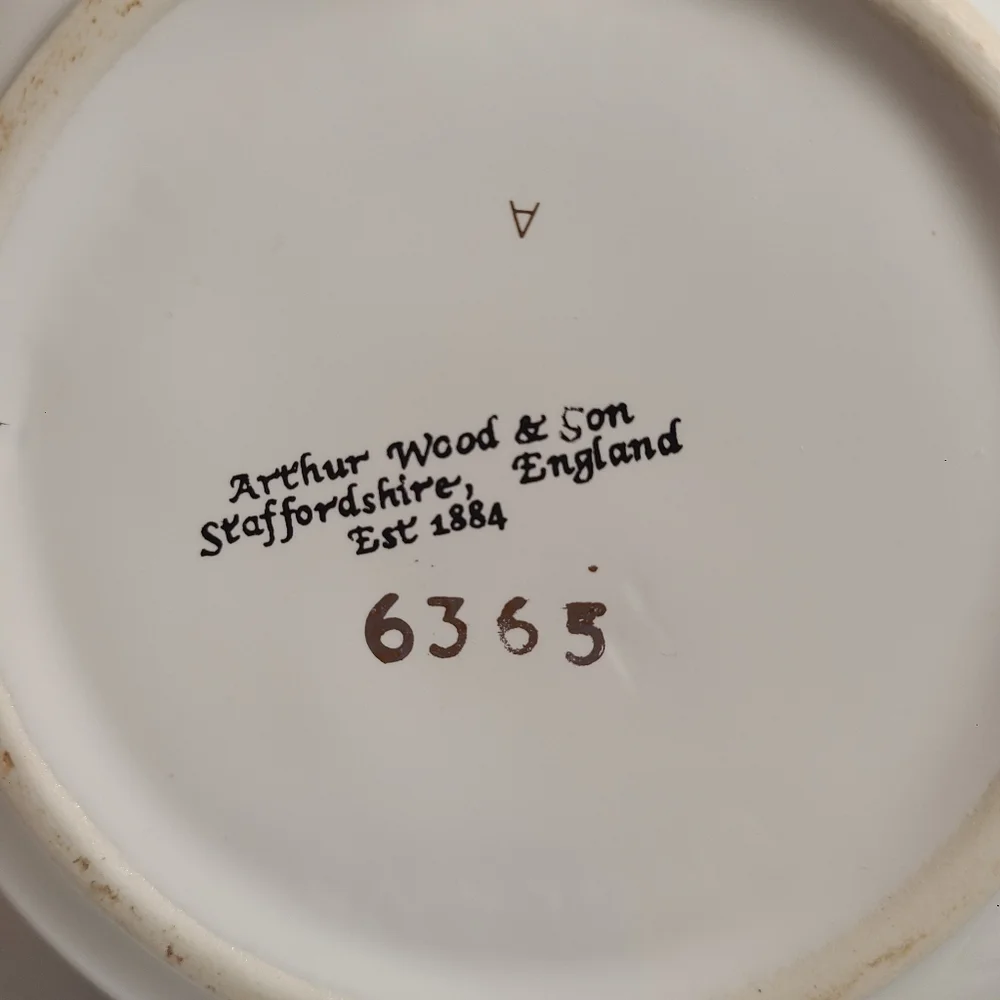 A
Arthur Wood & Son
Staffordshire, England
Est 1884
6365